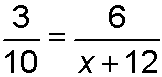 3/10 = 6/(x + 12)